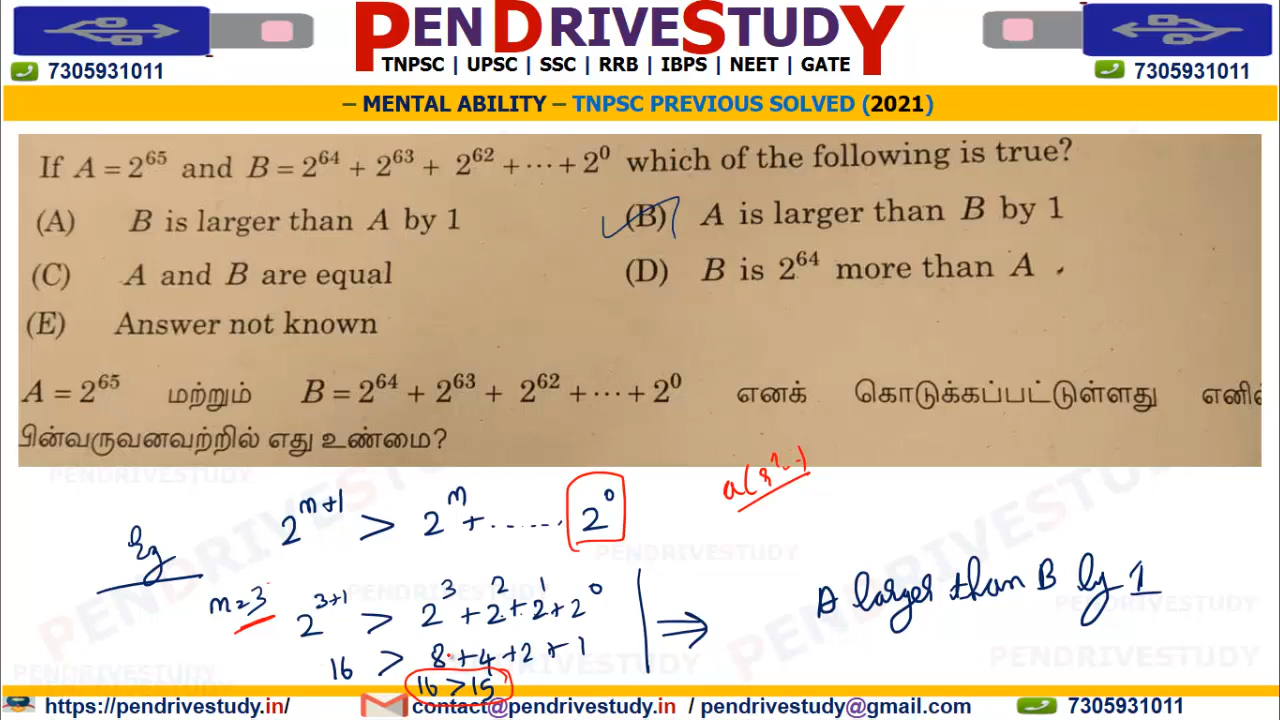 PENDRIVESTUDY
TNPSC | UPSC | SSC | RRB | IBPS | NEET | GATE
7305931011
7305931011
– MENTAL ABILITY – TNPSC PREVIOUS SOLVED (2021)
If A = 2^65 and B = 2^64 + 2^63 + 2^62 + ··· + 2^0 which of the following is true?
(A) B is larger than A by 1
(B) A is larger than B by 1
(C) A and B are equal
(D) B is 2^64 more than A
(E) Answer not known
A = 2^65 மற்றும் B = 2^64 + 2^63 + 2^62 + ··· + 2^0 எனக் கொடுக்கப்பட்டுள்ளது
பின்வருவனவற்றில் எது உண்மை?
2^(n+1) > 2^n + ....... 2^0
Eg
n=3 2^(3+1) > 2^3 + 2^2 + 2^1 + 2^0
16 > 8 + 4 + 2 + 1
16 > 15
⇒ A larger than B by 1
https://pendrivestudy.in/
contact@pendrivestudy.in / pendrivestudy@gmail.com
7305931011